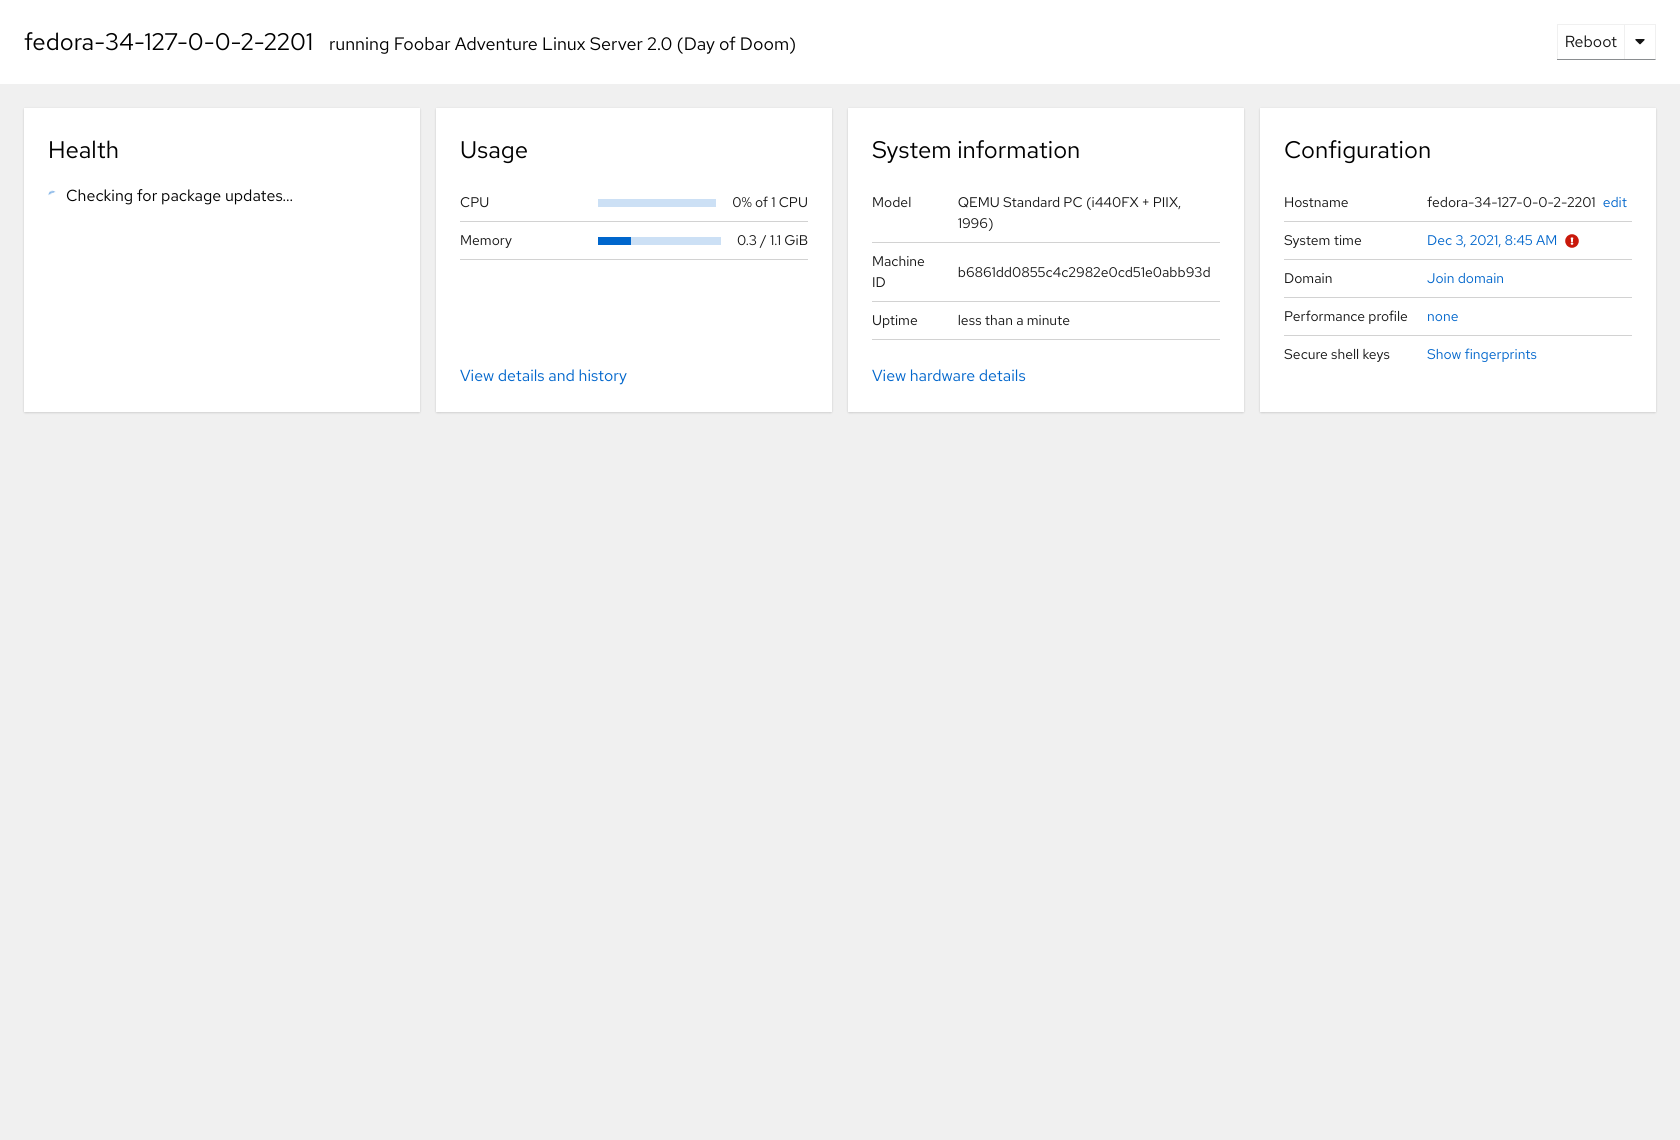 fedora-34-127-0-0-2-2201 running Foobar Adventure Linux Server 2.0 (Day of Doom)
Reboot
Health
Checking for package updates...
Usage
CPU 0% of 1 CPU
Memory 0.3 / 1.1 GiB
View details and history
System information
Model QEMU Standard PC (i440FX + PIIX,
1996)
Machine
ID b6861dd0855c4c2982e0cd51e0abb93d
Uptime less than a minute
View hardware details
Configuration
Hostname fedora-34-127-0-0-2-2201 edit
System time Dec 3, 2021, 8:45 AM
Domain Join domain
Performance profile none
Secure shell keys Show fingerprints